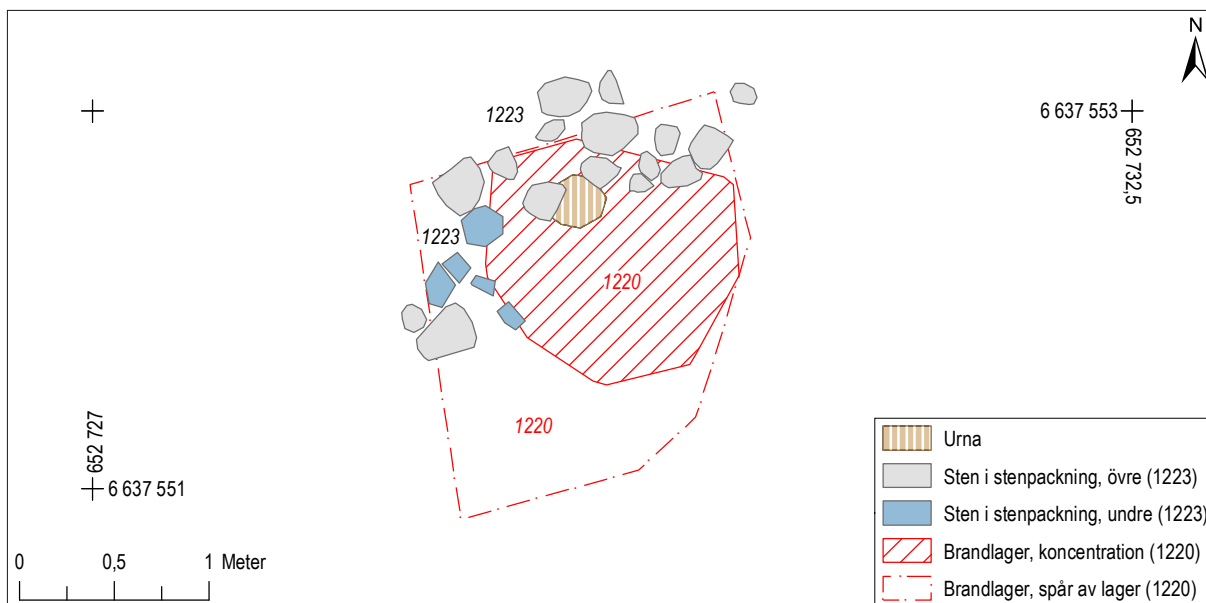 N
1223
6 637 553
652 732,5
1223
1220
1220
652 727
6 637 551
0 0,5 1 Meter
Urna
Sten i stenpackning, övre (1223)
Sten i stenpackning, undre (1223)
Brandlager, koncentration (1220)
Brandlager, spår av lager (1220)